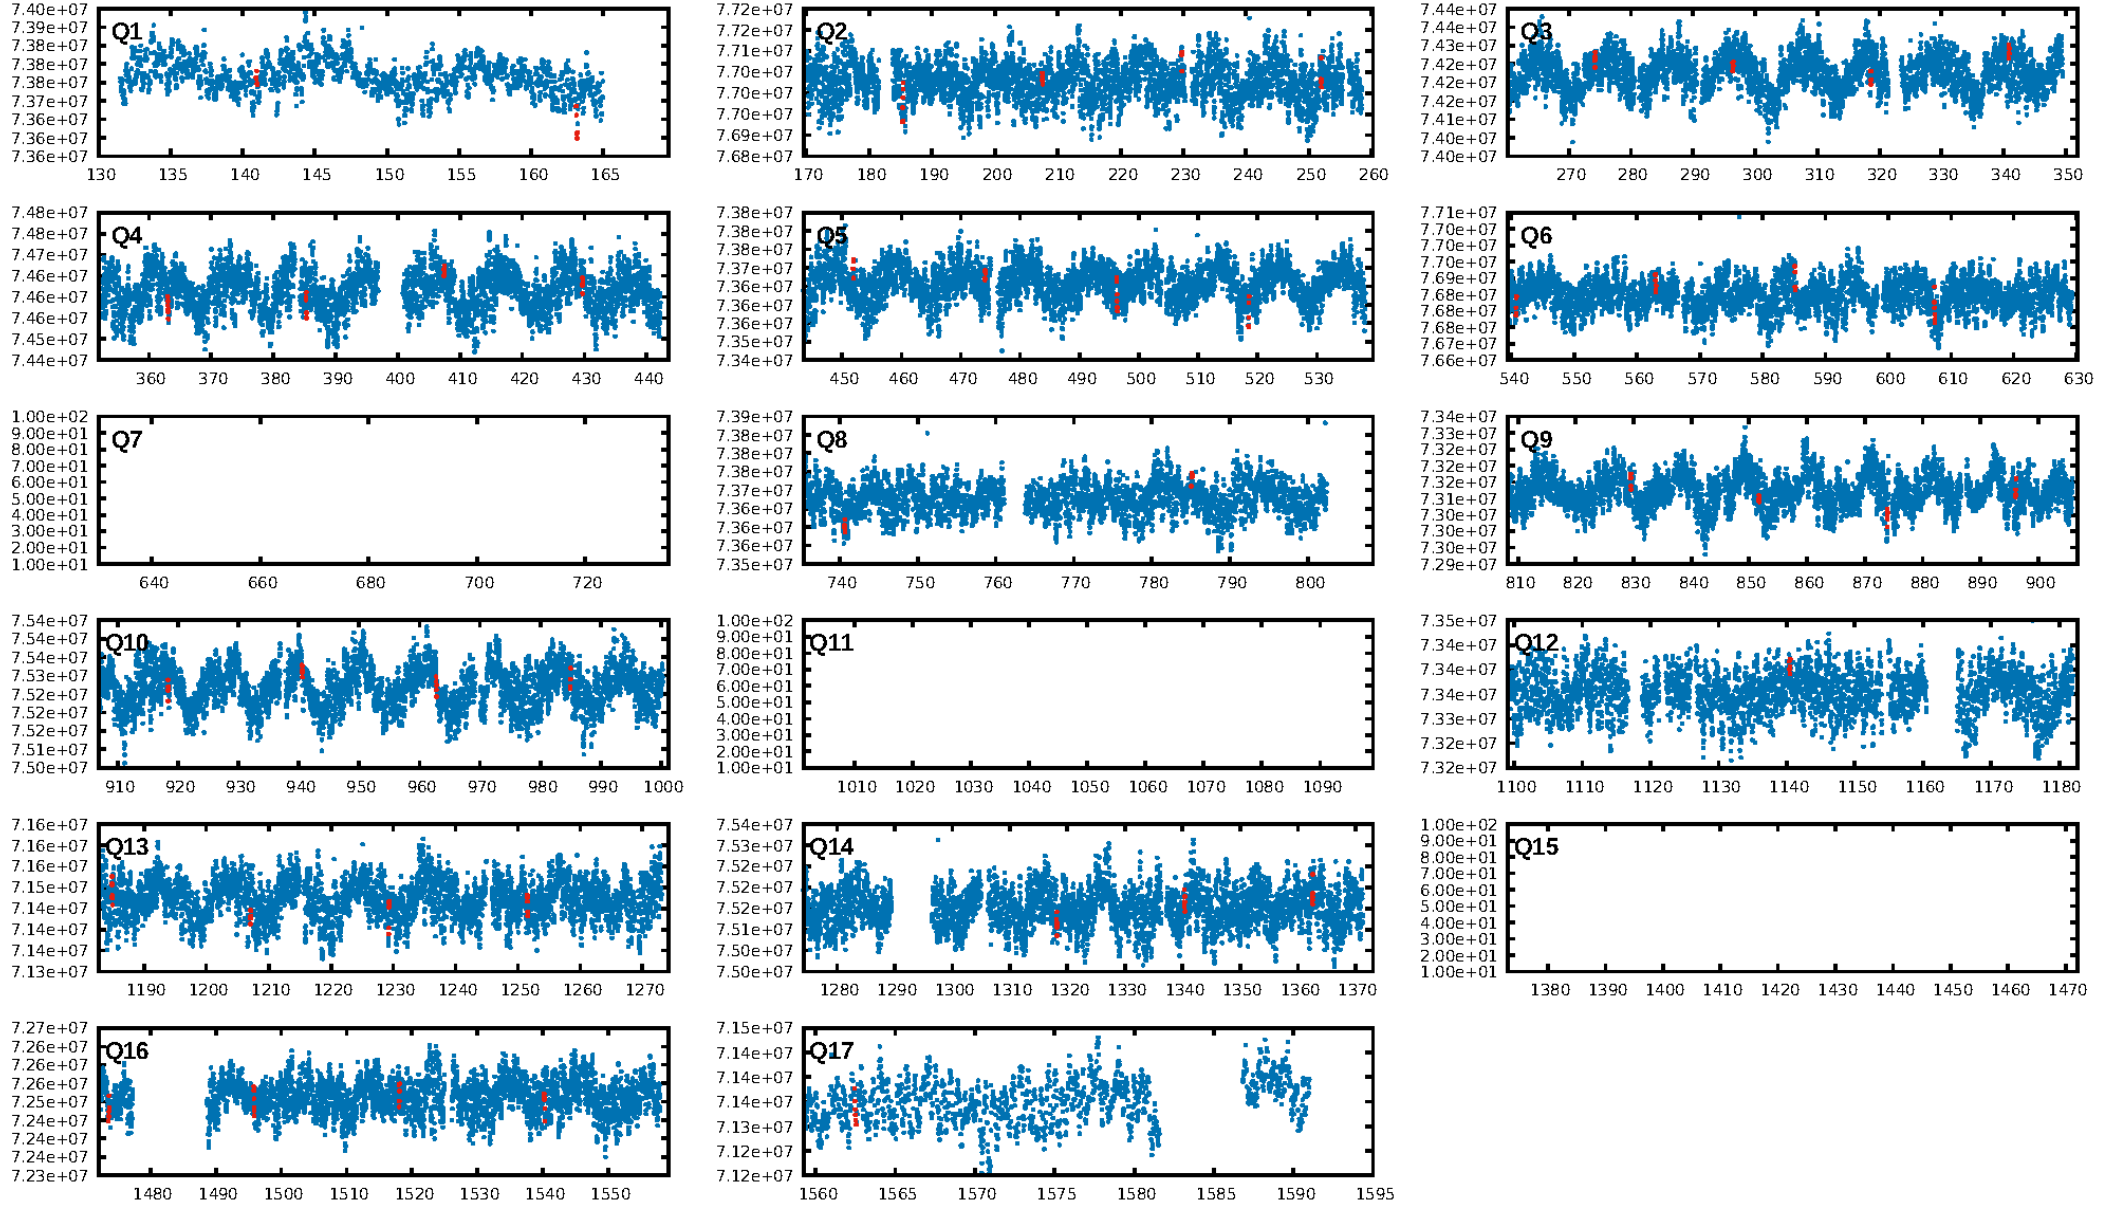 Q1
7.40e+07
7.39e+07
7.38e+07
7.38e+07
7.37e+07
7.37e+07
7.36e+07
7.36e+07
130 135 140 145 150 155 160 165
Q2
7.72e+07
7.71e+07
7.70e+07
7.70e+07
7.70e+07
7.69e+07
7.68e+07
170 180 190 200 210 220 230 240 250 260
Q3
7.44e+07
7.44e+07
7.43e+07
7.42e+07
7.42e+07
7.42e+07
7.41e+07
7.40e+07
7.40e+07
270 280 290 300 310 320 330 340 350
Q4
7.48e+07
7.48e+07
7.47e+07
7.46e+07
7.46e+07
7.46e+07
7.45e+07
7.44e+07
360 370 380 390 400 410 420 430 440
Q5
7.38e+07
7.38e+07
7.38e+07
7.37e+07
7.36e+07
7.36e+07
7.36e+07
7.35e+07
7.34e+07
450 460 470 480 490 500 510 520 530
Q6
7.71e+07
7.70e+07
7.70e+07
7.69e+07
7.68e+07
7.68e+07
7.68e+07
7.67e+07
7.66e+07
540 550 560 570 580 590 600 610 620 630
Q7
1.00e+02
9.00e+01
8.00e+01
7.00e+01
6.00e+01
5.00e+01
4.00e+01
3.00e+01
2.00e+01
1.00e+01
640 660 680 700 720
Q8
7.39e+07
7.38e+07
7.38e+07
7.38e+07
7.37e+07
7.36e+07
7.36e+07
7.36e+07
7.35e+07
740 750 760 770 780 790 800
Q9
7.34e+07
7.33e+07
7.32e+07
7.32e+07
7.31e+07
7.31e+07
7.30e+07
7.30e+07
7.29e+07
810 820 830 840 850 860 870 880 890 900
Q10
7.54e+07
7.54e+07
7.54e+07
7.53e+07
7.52e+07
7.52e+07
7.52e+07
7.51e+07
7.50e+07
910 920 930 940 950 960 970 980 990 1000
Q11
1.00e+02
9.00e+01
8.00e+01
7.00e+01
6.00e+01
5.00e+01
4.00e+01
3.00e+01
2.00e+01
1.00e+01
1010 1020 1030 1040 1050 1060 1070 1080 1090
Q12
7.35e+07
7.34e+07
7.34e+07
7.34e+07
7.33e+07
7.32e+07
7.32e+07
1100 1110 1120 1130 1140 1150 1160 1170 1180
Q13
7.16e+07
7.16e+07
7.16e+07
7.15e+07
7.14e+07
7.14e+07
7.14e+07
7.13e+07
1190 1200 1210 1220 1230 1240 1250 1260 1270
Q14
7.54e+07
7.53e+07
7.52e+07
7.52e+07
7.52e+07
7.51e+07
7.50e+07
7.50e+07
1280 1290 1300 1310 1320 1330 1340 1350 1360 1370
Q15
1.00e+02
9.00e+01
8.00e+01
7.00e+01
6.00e+01
5.00e+01
4.00e+01
3.00e+01
2.00e+01
1.00e+01
1380 1390 1400 1410 1420 1430 1440 1450 1460 1470
Q16
7.27e+07
7.26e+07
7.26e+07
7.26e+07
7.25e+07
7.24e+07
7.24e+07
7.24e+07
7.23e+07
1480 1490 1500 1510 1520 1530 1540 1550
Q17
7.15e+07
7.14e+07
7.14e+07
7.14e+07
7.13e+07
7.12e+07
7.12e+07
1560 1565 1570 1575 1580 1585 1590 1595